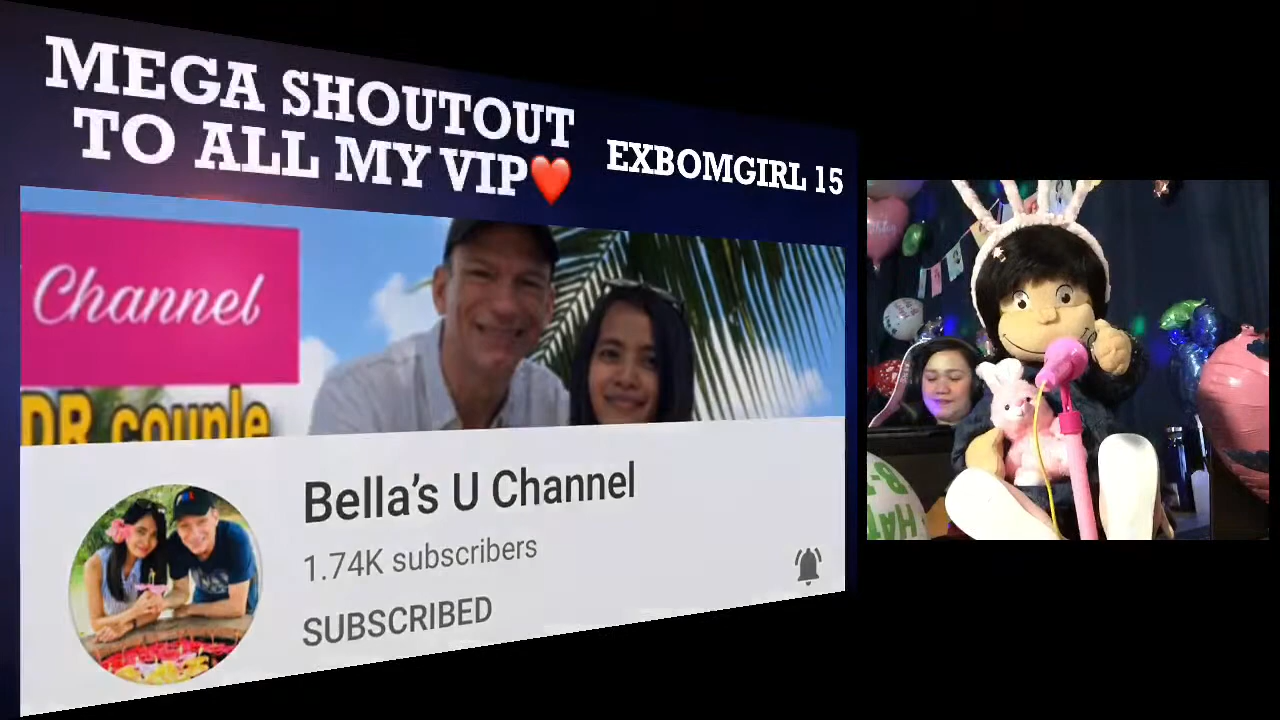 MEGA SHOUTOUT
TO ALL MY VIP❤️
EXBOMGIRL 15
Channel
DR couple
Bella's U Channel
1.74K subscribers
SUBSCRIBED